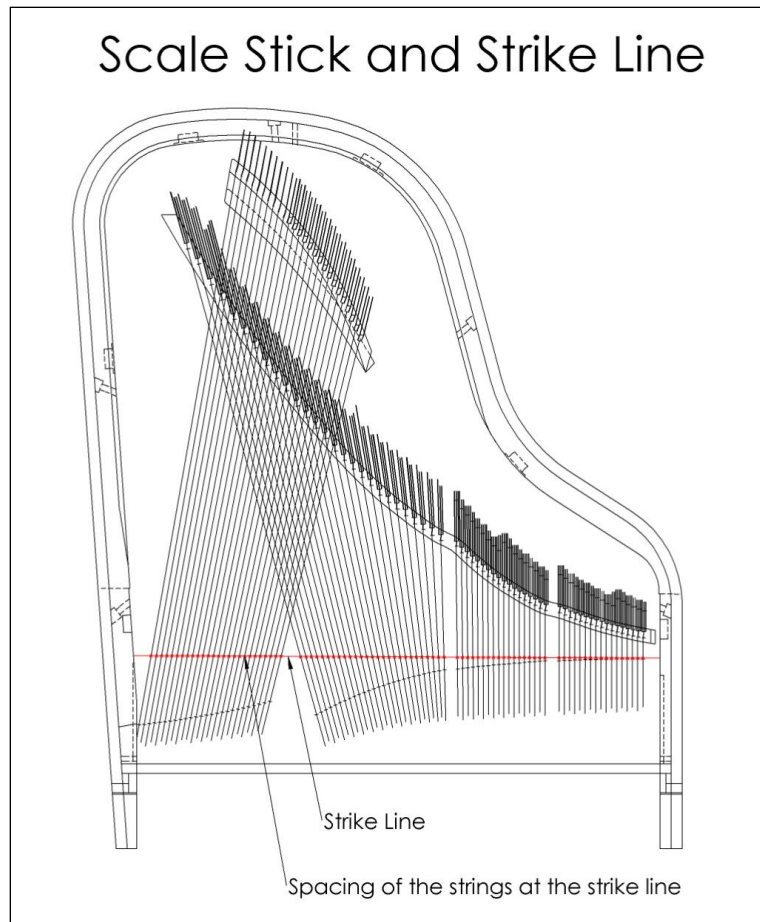 Scale Stick and Strike Line
Strike Line
Spacing of the strings at the strike line